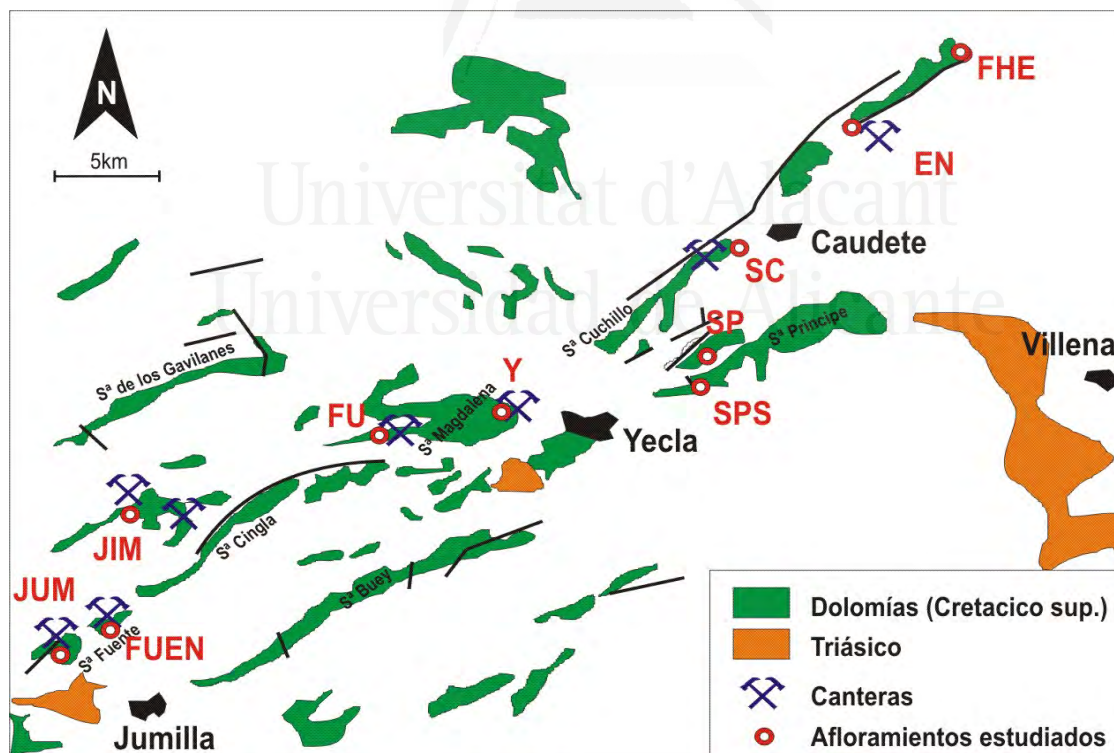 N
5km
FHE
EN
Universitat d'Alacant
Caudete
SC
Universidad de Alicante
Sª Cuchillo
SP
Sª Principe
Villena
Sª de los Gavilanes
Y
SPS
FU
Sª Magdalena
Yecla
JIM
Sª Cingla
JUM
Sª Buey
FUEN
Sª Fuente
Jumilla
Dolomías (Cretacico sup.)
Triásico
Canteras
Afloramientos estudiados